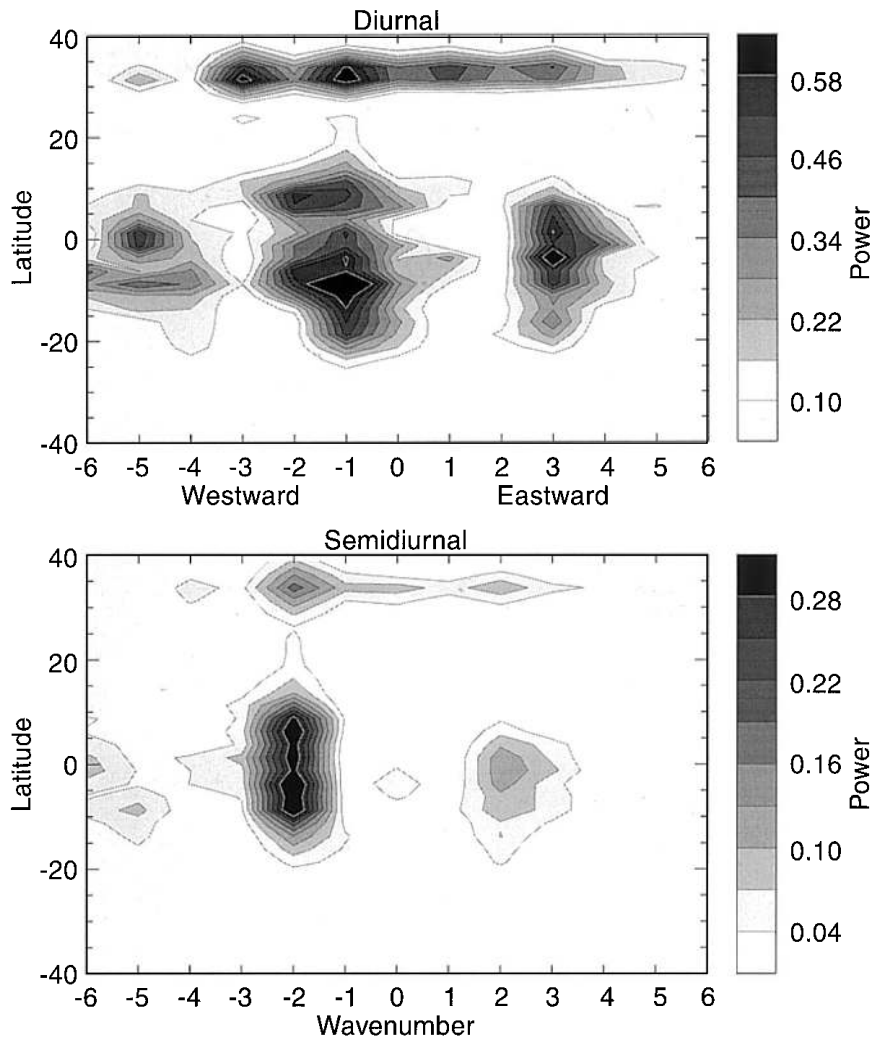 Diurnal
40
20
0
-20
-40
Latitude
-6 -5 -4 -3 -2 -1 0 1 2 3 4 5 6
Westward Eastward
0.58
0.46
0.34
0.22
0.10
Power
Semidiurnal
40
20
0
-20
-40
Latitude
-6 -5 -4 -3 -2 -1 0 1 2 3 4 5 6
Wavenumber
0.28
0.22
0.16
0.10
0.04
Power